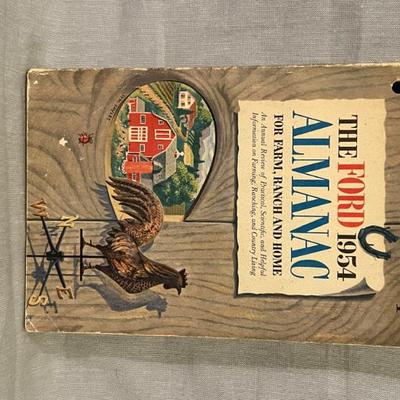 THE FORD 1954
ALMANAC
FOR FARM, RANCH AND HOME
An Annual Review of Practical, Scientific, and Helpful
Information on Farming, Ranching, and Country Living
N
W
E
S